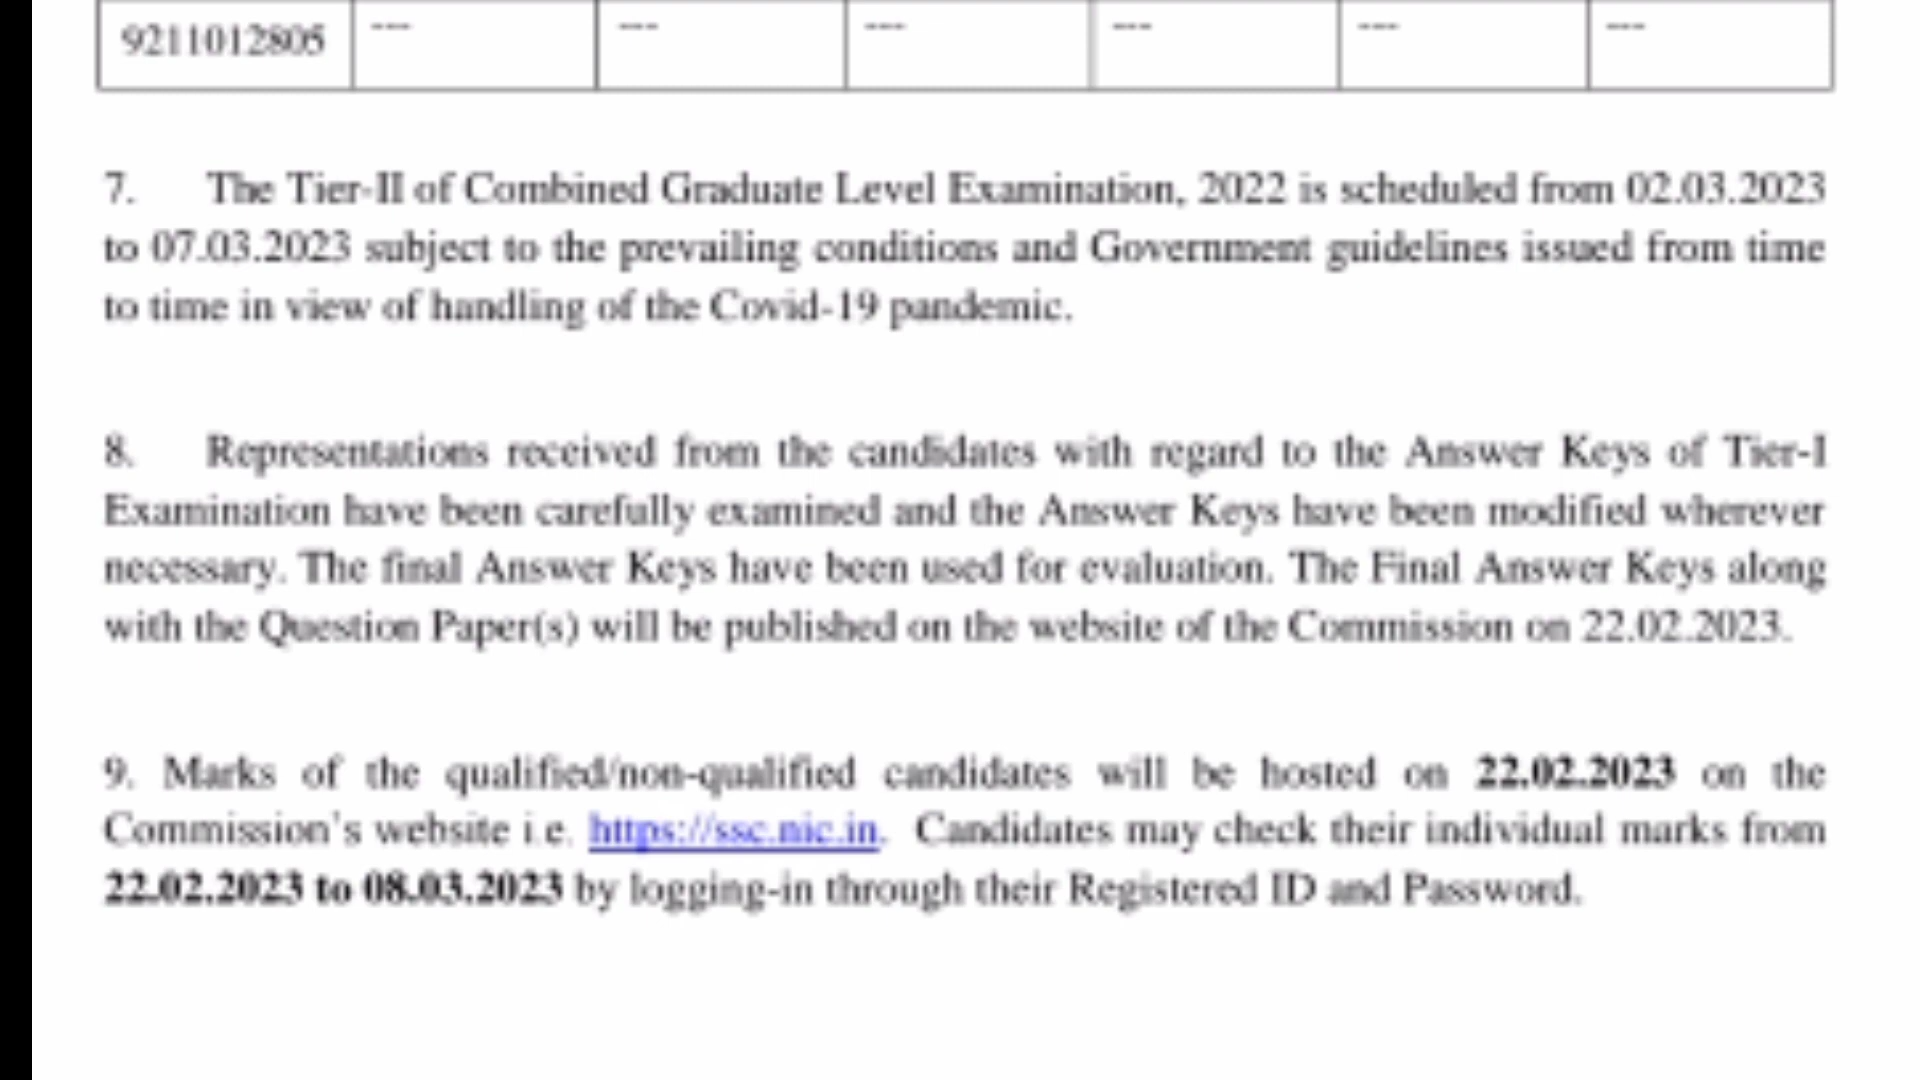 9211012805 --- --- --- --- --- ---
7. The Tier-II of Combined Graduate Level Examination, 2022 is scheduled from 02.03.2023
to 07.03.2023 subject to the prevailing conditions and Government guidelines issued from time
to time in view of handling of the Covid-19 pandemic.
8. Representations received from the candidates with regard to the Answer Keys of Tier-I
Examination have been carefully examined and the Answer Keys have been modified wherever
necessary. The final Answer Keys have been used for evaluation. The Final Answer Keys along
with the Question Paper(s) will be published on the website of the Commission on 22.02.2023.
9. Marks of the qualified/non-qualified candidates will be hosted on 22.02.2023 on the
Commission's website i.e. https://ssc.nic.in. Candidates may check their individual marks from
22.02.2023 to 08.03.2023 by logging-in through their Registered ID and Password.